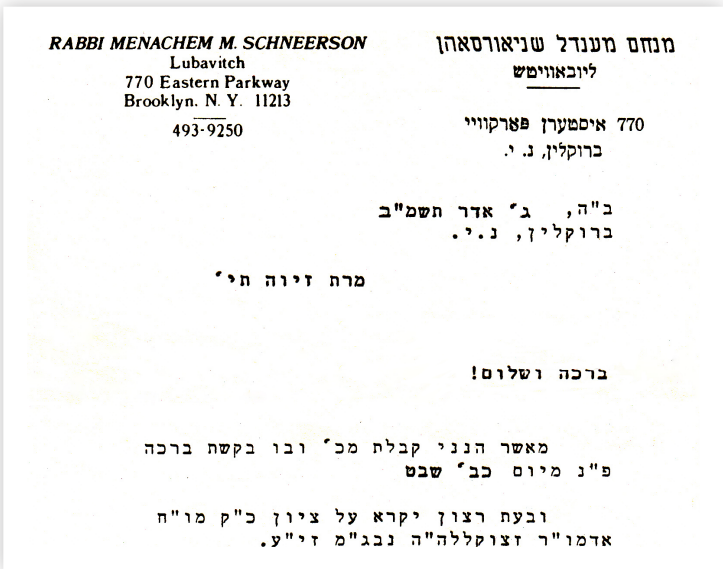 RABBI MENACHEM M. SCHNEERSON
Lubavitch
770 Eastern Parkway
Brooklyn. N. Y. 11213
493-9250
מנחם מענדל שניאורסאהן
ליובאוויטש
770 איסטערן פארקוויי
ברוקלין, נ. י.
ב"ה, ג' אדר תשמ"ב
ברוקלין, נ.י.
מרת זיוה תי'
ברכה ושלום!
מאשר הנני קבלת מכ' ובו בקשת ברכה
פ"נ מיום כב' שבט
ובעת רצון יקרא על ציון כ"ק מו"ח
אדמו"ר זצוקללה"ה נבג"מ זי"ע.